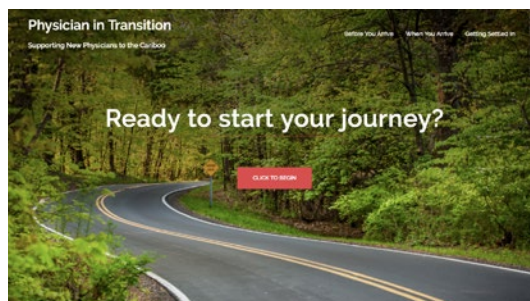 Physician in Transition
Supporting New Physicians to the Cariboo
Before You Arrive
When You Arrive
Getting Settled In
Ready to start your journey?
CLICK TO BEGIN